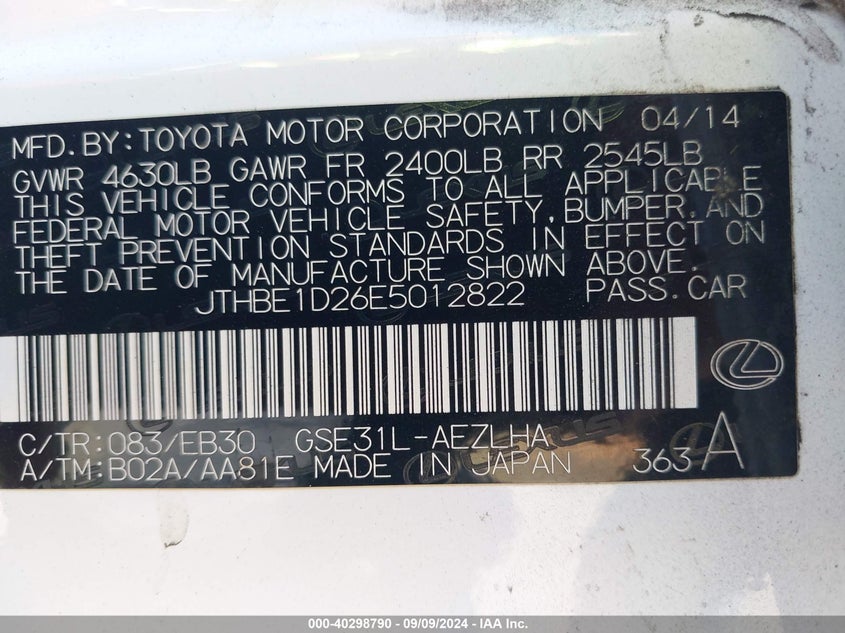 MFD.BY:TOYOTA MOTOR CORPORATION 04/14
GVWR 4630LB GAWR FR 2400LB RR 2545LB
THIS VEHICLE CONFORMS TO ALL APPLICABLE
FEDERAL MOTOR VEHICLE SAFETY,BUMPER,AND
THEFT PREVENTION STANDARDS IN EFFECT ON
THE DATE OF MANUFACTURE SHOWN ABOVE.
JTHBE1D26E5012822 PASS.CAR
C/TR:083/EB30 GSE31L-AEZLHA
A/TM:B02A/AA81E MADE IN JAPAN 363 A
000-40298790 - 09/09/2024 - IAAI.com